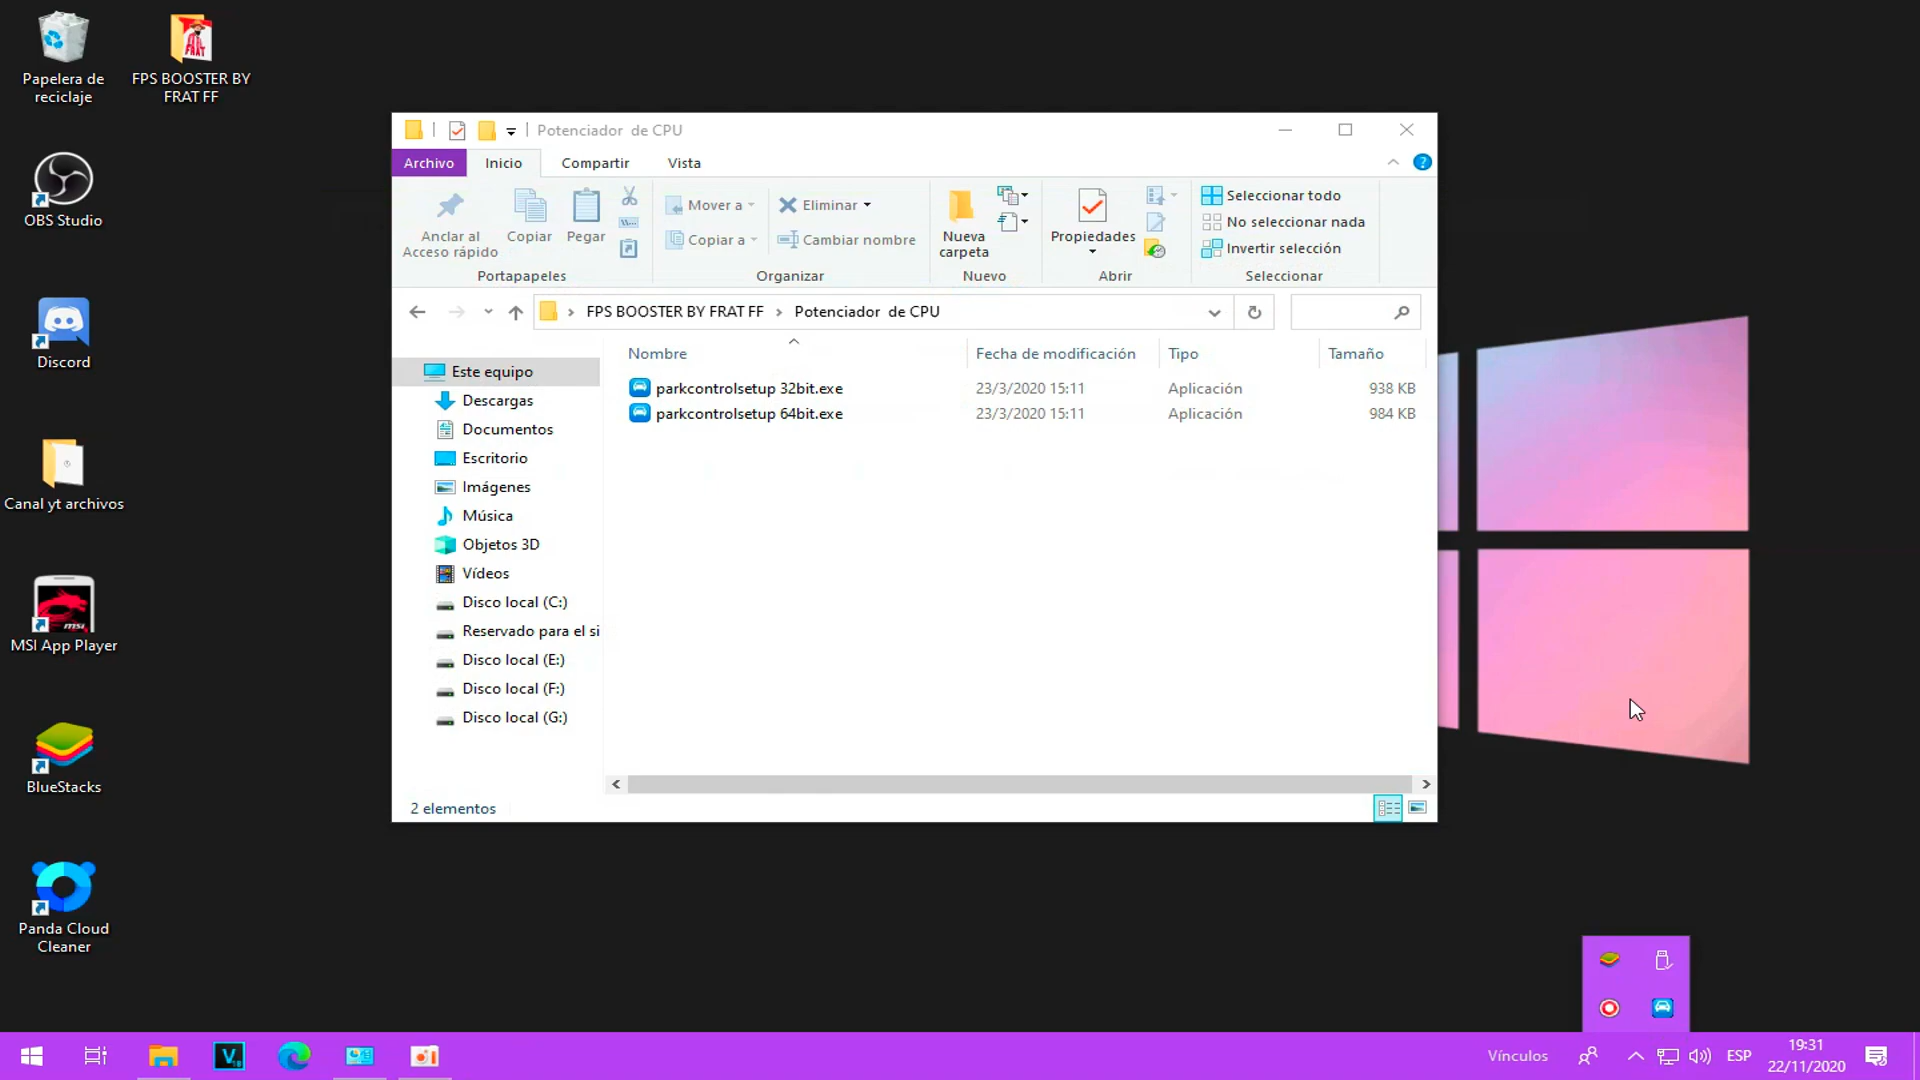 Papelera de
reciclaje
FPS BOOSTER BY
FRAT FF
FRAT
OBS Studio
Discord
Canal yt archivos
msi
MSI App Player
BlueStacks
Panda Cloud
Cleaner
Potenciador de CPU
Archivo
Inicio
Compartir
Vista
Anclar al
Acceso rápido
Copiar
Pegar
Mover a
Copiar a
Eliminar
Cambiar nombre
Nueva
carpeta
Propiedades
Seleccionar todo
No seleccionar nada
Invertir selección
Portapapeles
Organizar
Nuevo
Abrir
Seleccionar
FPS BOOSTER BY FRAT FF > Potenciador de CPU
Nombre
Fecha de modificación
Tipo
Tamaño
parkcontrolsetup 32bit.exe 23/3/2020 15:11 Aplicación 938 KB
parkcontrolsetup 64bit.exe 23/3/2020 15:11 Aplicación 984 KB
Este equipo
Descargas
Documentos
Escritorio
Imágenes
Música
Objetos 3D
Vídeos
Disco local (C:)
Reservado para el si
Disco local (E:)
Disco local (F:)
Disco local (G:)
2 elementos
Vínculos
ESP
19:31
22/11/2020